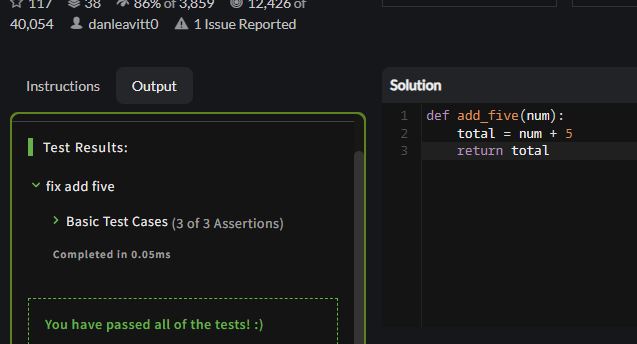 117 38 86% of 3,859 12,426 of
40,054 danleavitt0 1 Issue Reported
Instructions Output
Test Results:
fix add five
Basic Test Cases (3 of 3 Assertions)
Completed in 0.05ms
You have passed all of the tests! :)
Solution
1 def add_five(num):
2     total = num + 5
3     return total